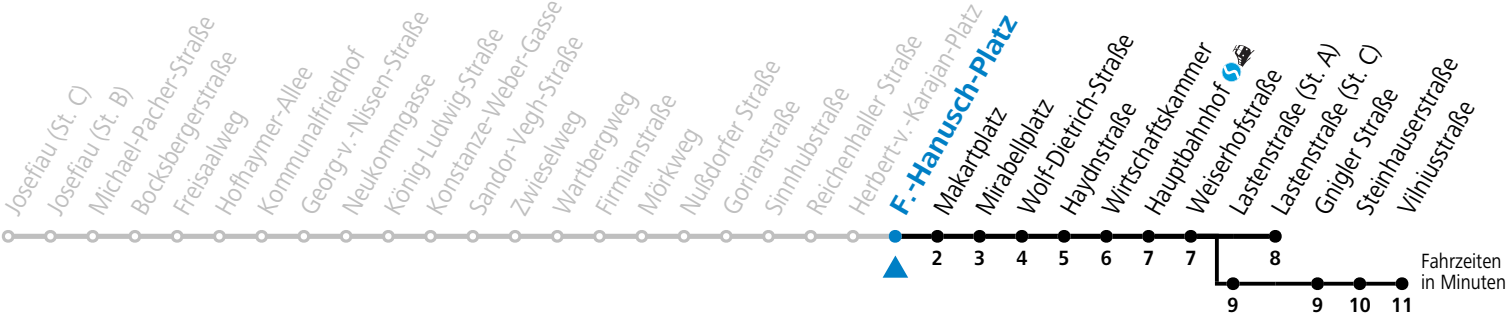 Josefiau (St. C)
Josefiau (St. B)
Michael-Pacher-Straße
Bocksbergerstraße
Freisaalweg
Hofhaymer-Allee
Kommunalfriedhof
Georg-v.-Nissen-Straße
Neukommgasse
König-Ludwig-Straße
Konstanze-Weber-Gasse
Sandor-Vegh-Straße
Zwieselweg
Wartbergweg
Firmianstraße
Mörkweg
Nußdorfer Straße
Gorianstraße
Sinnhubstraße
Reichenhaller Straße
Herbert-v.-Karajan-Platz
F.-Hanusch-Platz
Makartplatz
Mirabellplatz
Wolf-Dietrich-Straße
Haydnstraße
Wirtschaftskammer
Hauptbahnhof
Weiserhofstraße
Lastenstraße (St. A)
Lastenstraße (St. C)
Gnigler Straße
Steinhauserstraße
Vilniusstraße
2 3 4 5 6 7 7 8
9 9 10 11
Fahrzeiten
in Minuten